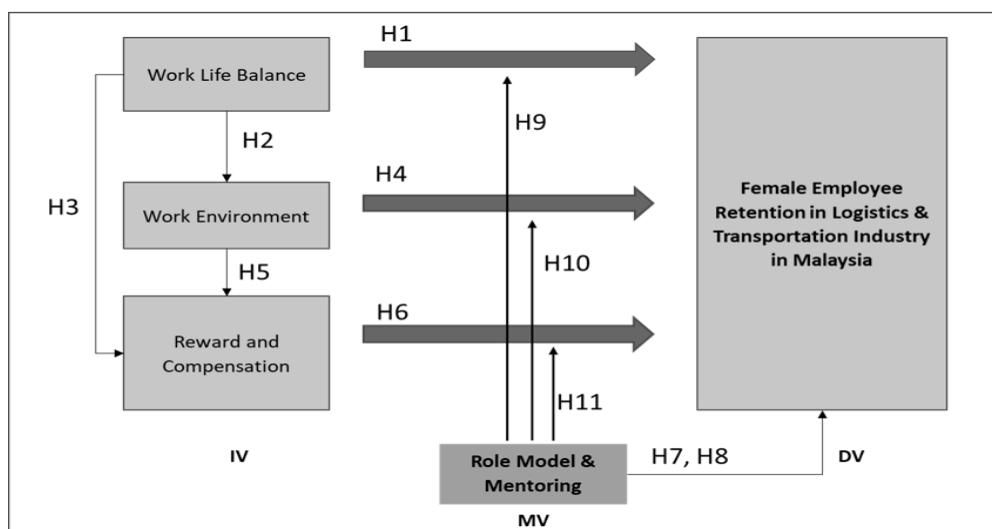 H1
Work Life Balance
H9
H2
H4
H3
Work Environment
Female Employee
Retention in Logistics &
Transportation Industry
in Malaysia
H10
H5
H6
Reward and
Compensation
H11
IV
Role Model &
Mentoring
H7, H8
DV
MV